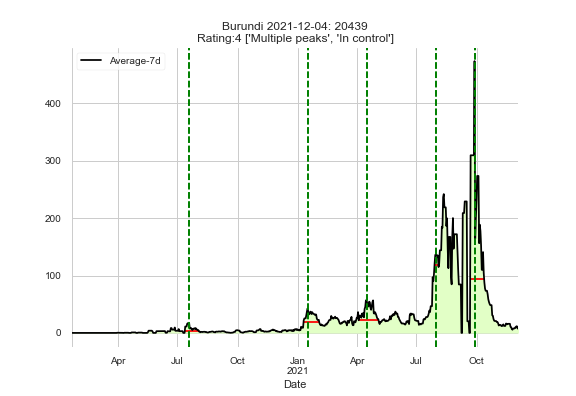 Burundi 2021-12-04: 20439
Rating:4 ['Multiple peaks', 'In control']
Average-7d
400
300
200
100
0
Apr Jul Oct Jan Apr Jul Oct
2021
Date